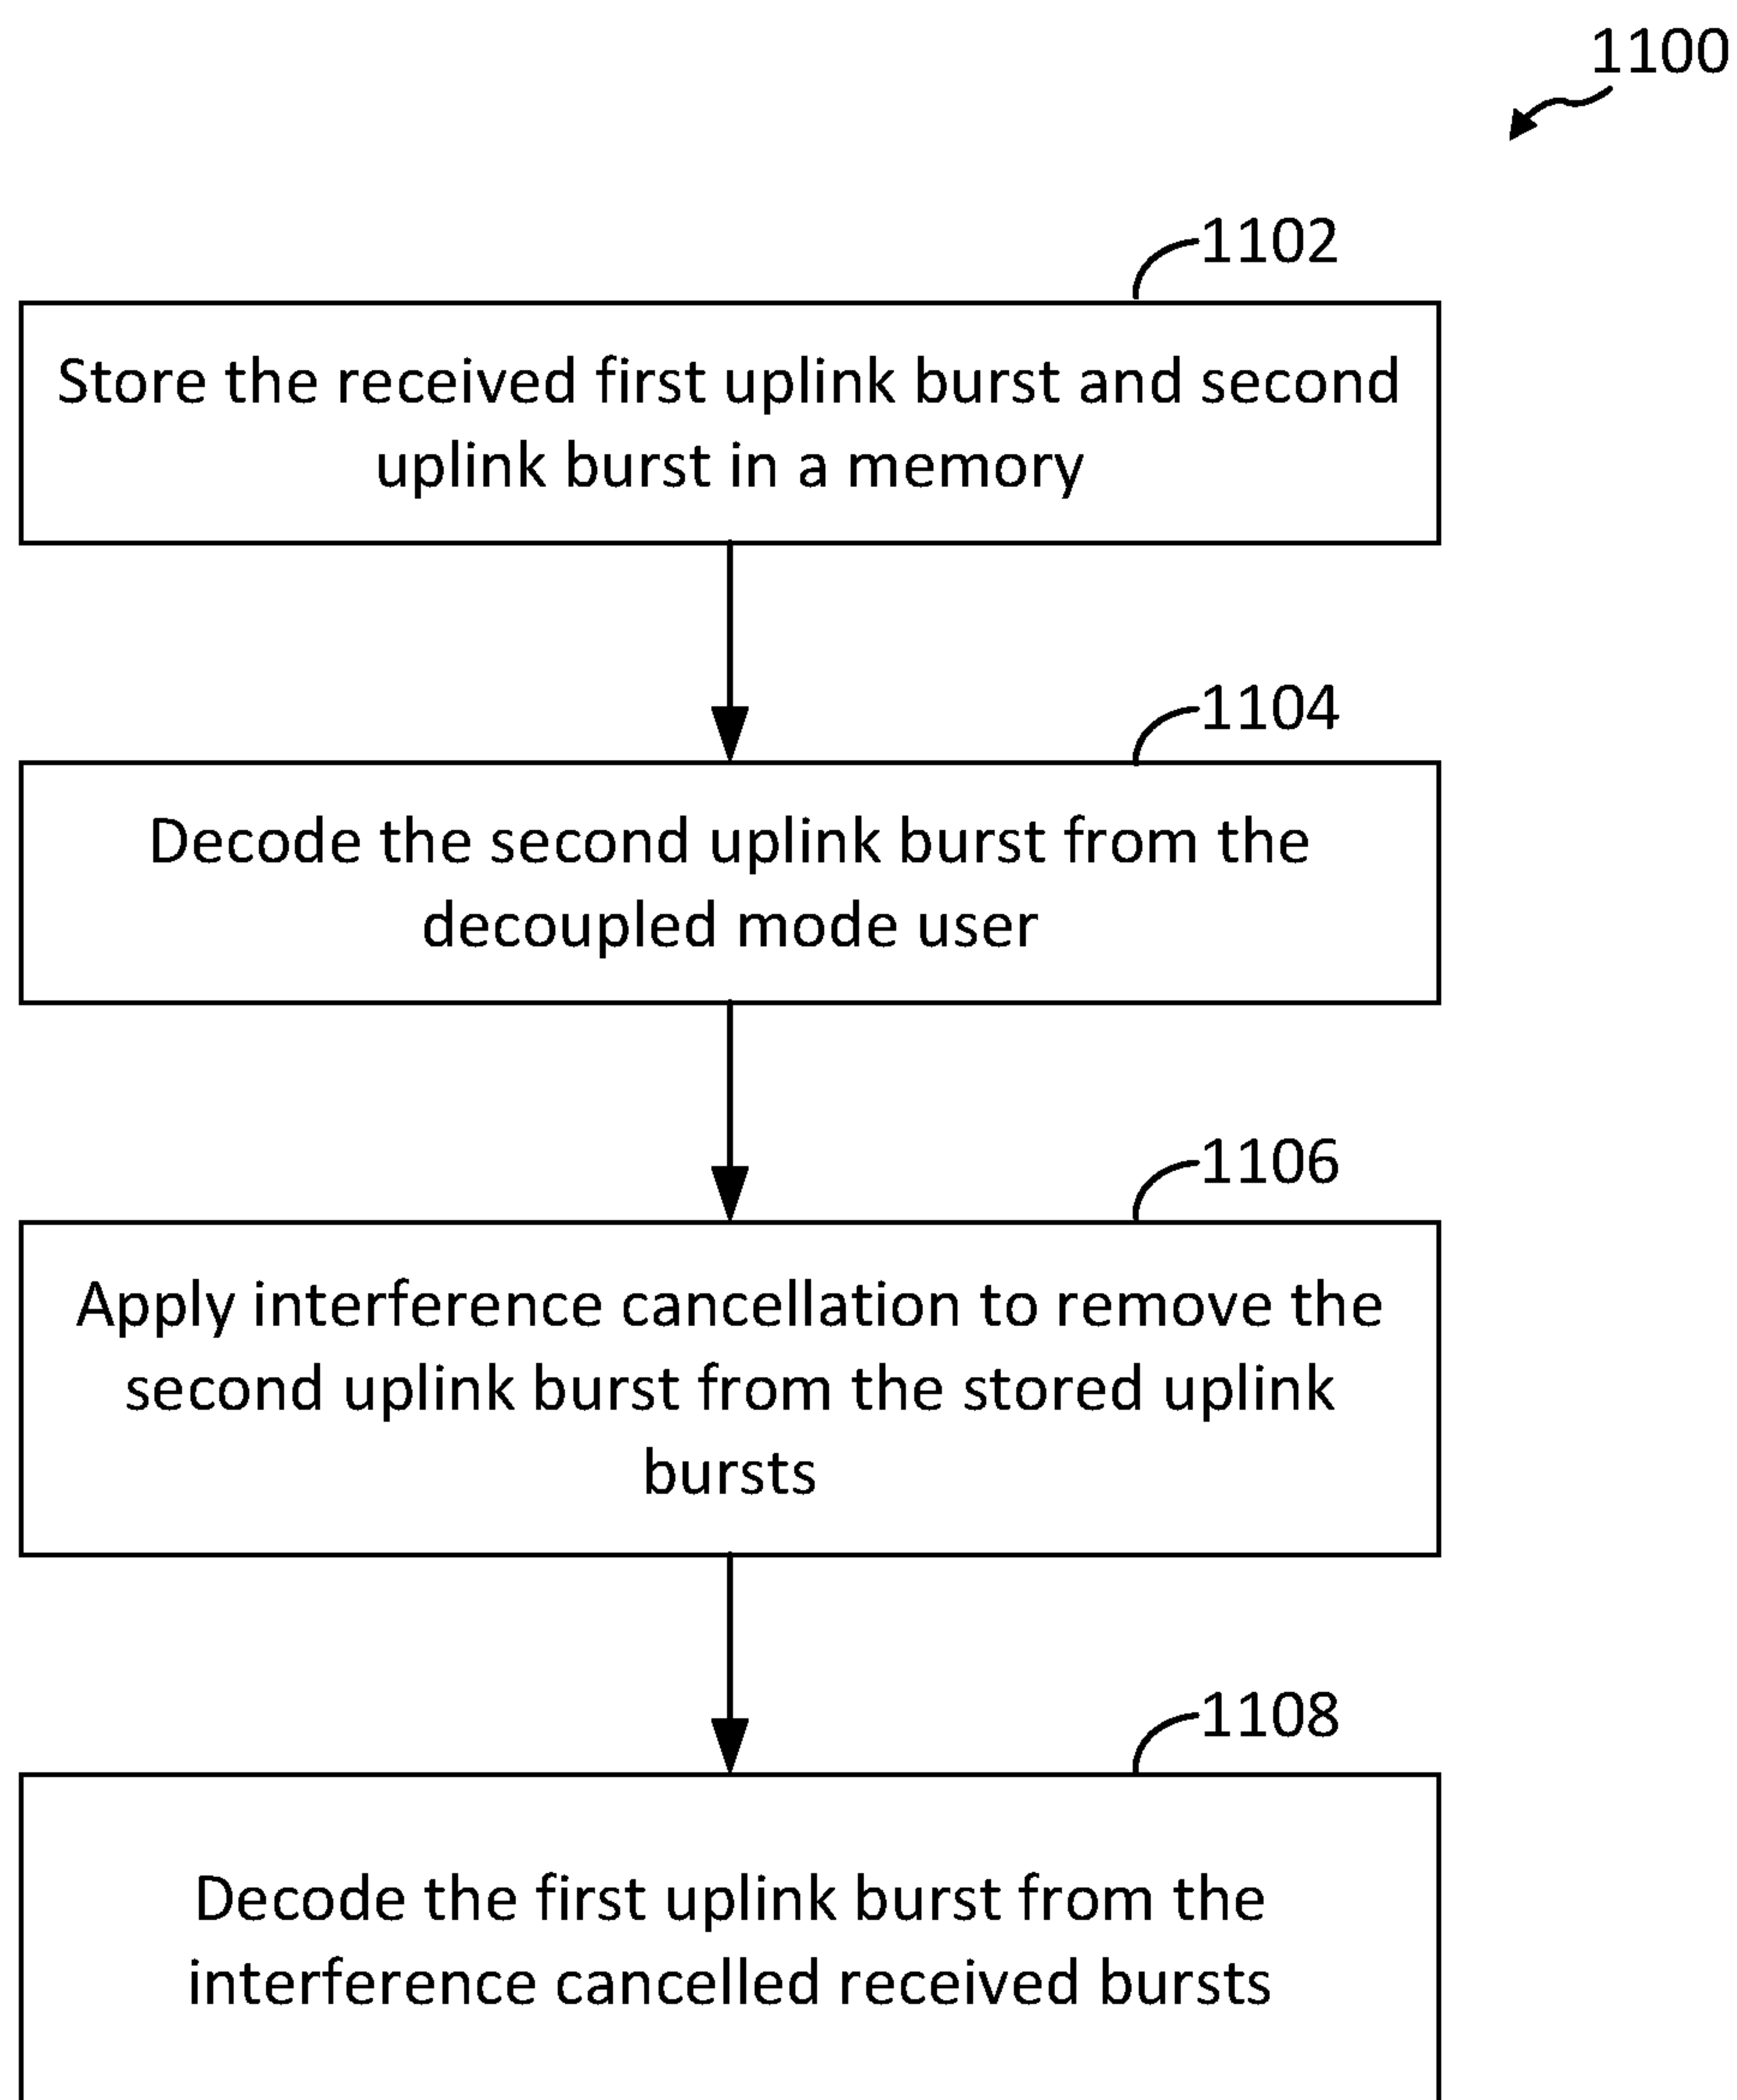 1100
1102
Store the received first uplink burst and second
uplink burst in a memory
1104
Decode the second uplink burst from the
decoupled mode user
1106
Apply interference cancellation to remove the
second uplink burst from the stored uplink
bursts
1108
Decode the first uplink burst from the
interference cancelled received bursts